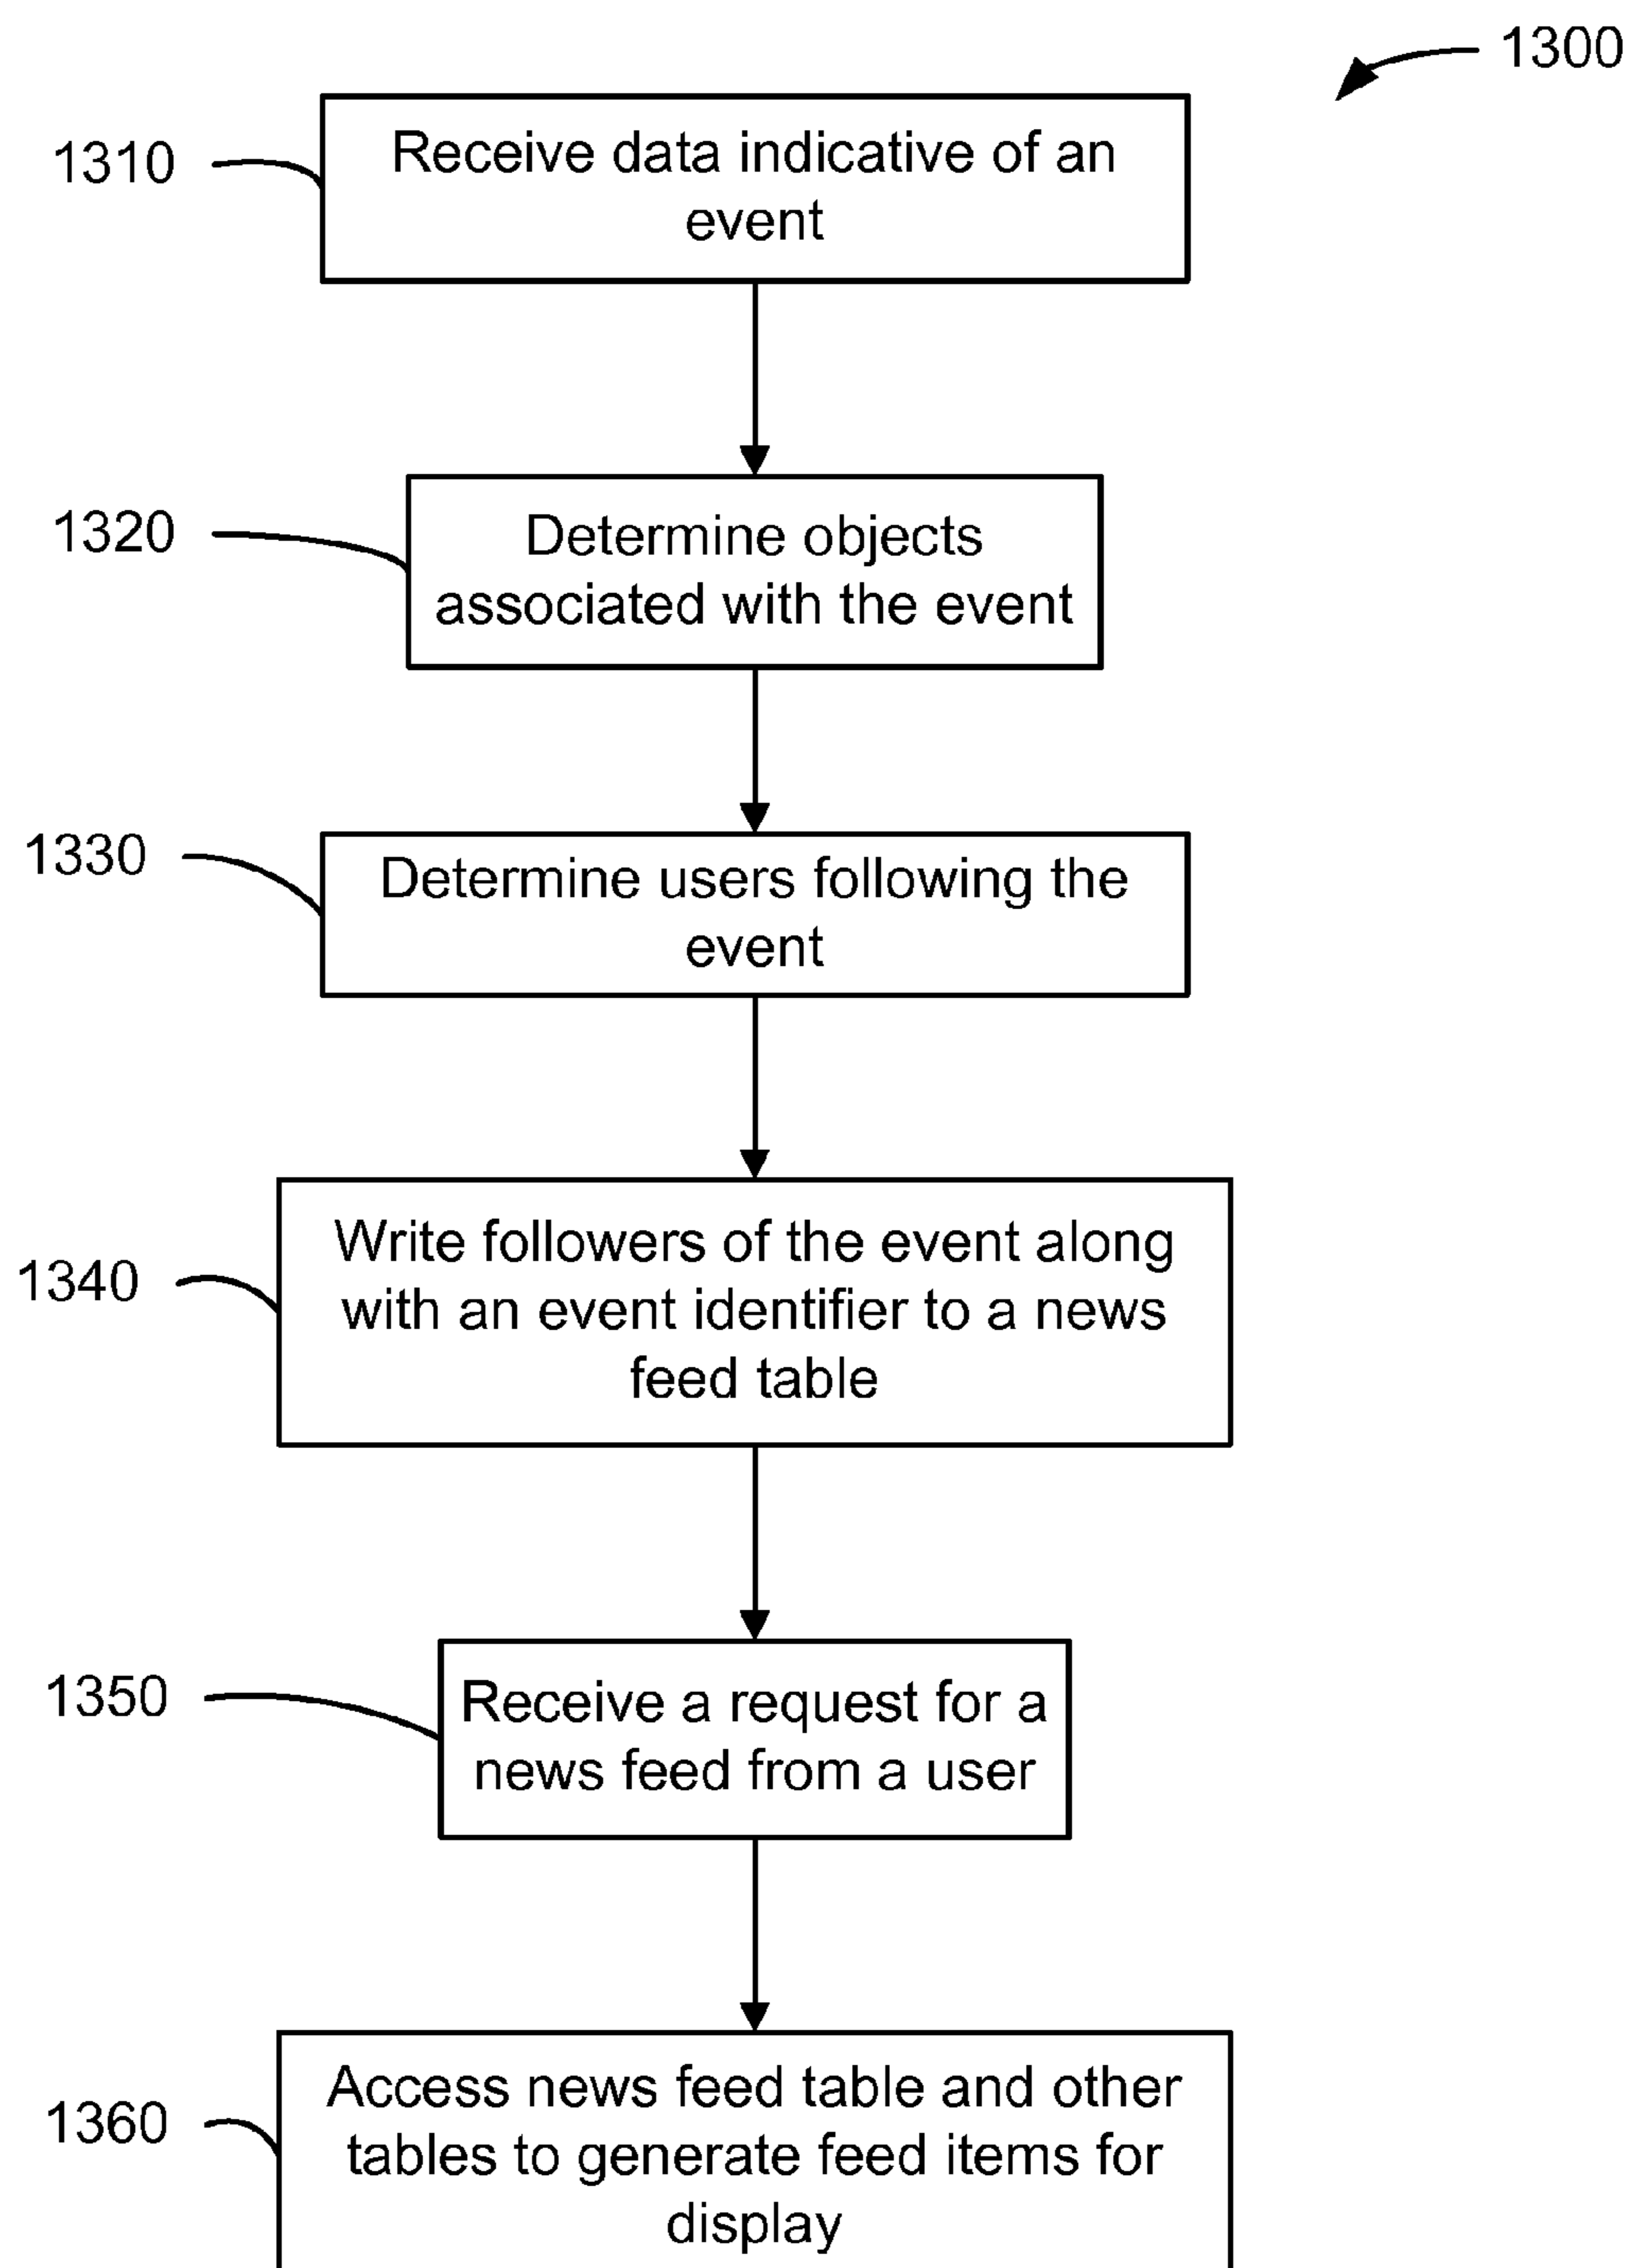 1300
1310
Receive data indicative of an
event
1320
Determine objects
associated with the event
1330
Determine users following the
event
1340
Write followers of the event along
with an event identifier to a news
feed table
1350
Receive a request for a
news feed from a user
1360
Access news feed table and other
tables to generate feed items for
display